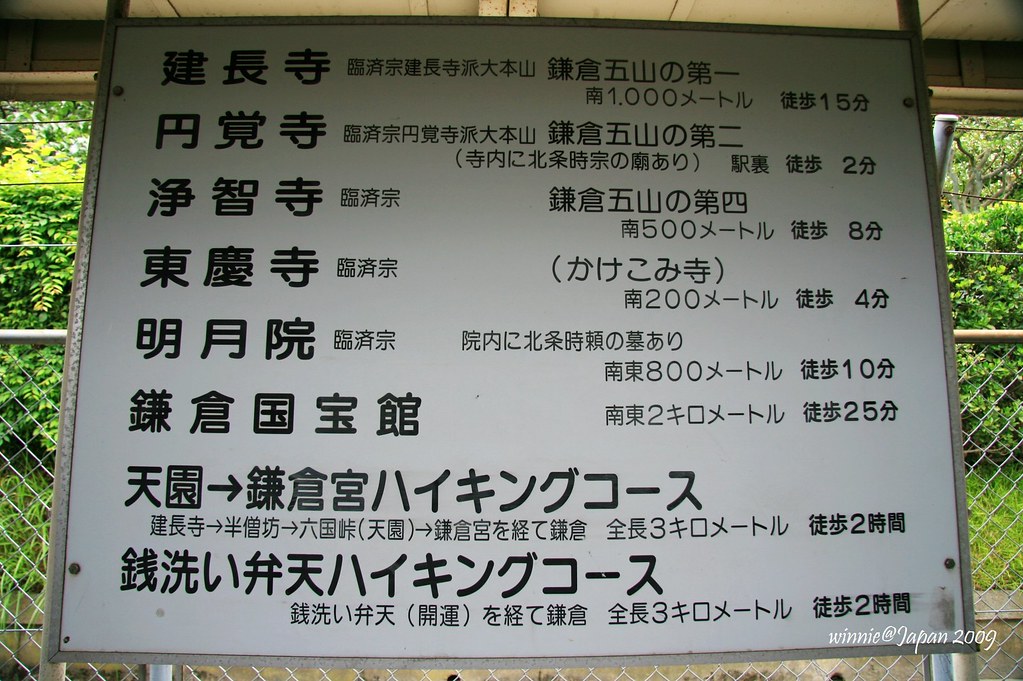 建長寺 臨済宗建長寺派大本山 鎌倉五山の第一
南1.000メートル 徒歩15分
円覚寺 臨済宗円覚寺派大本山 鎌倉五山の第二
（寺内に北条時宗の廟あり） 駅裏 徒歩 2分
浄智寺 臨済宗 鎌倉五山の第四
南500メートル 徒歩 8分
東慶寺 臨済宗 （かけこみ寺）
南200メートル 徒歩 4分
明月院 臨済宗 院内に北条時頼の墓あり
南東800メートル 徒歩10分
鎌倉国宝館 南東2キロメートル 徒歩25分
天園→鎌倉宮ハイキングコース
建長寺→半僧坊→六国峠(天園)→鎌倉宮を経て鎌倉 全長3キロメートル 徒歩2時間
銭洗い弁天ハイキングコース
銭洗い弁天（開運）を経て鎌倉 全長3キロメートル 徒歩2時間
winnie@Japan 2009